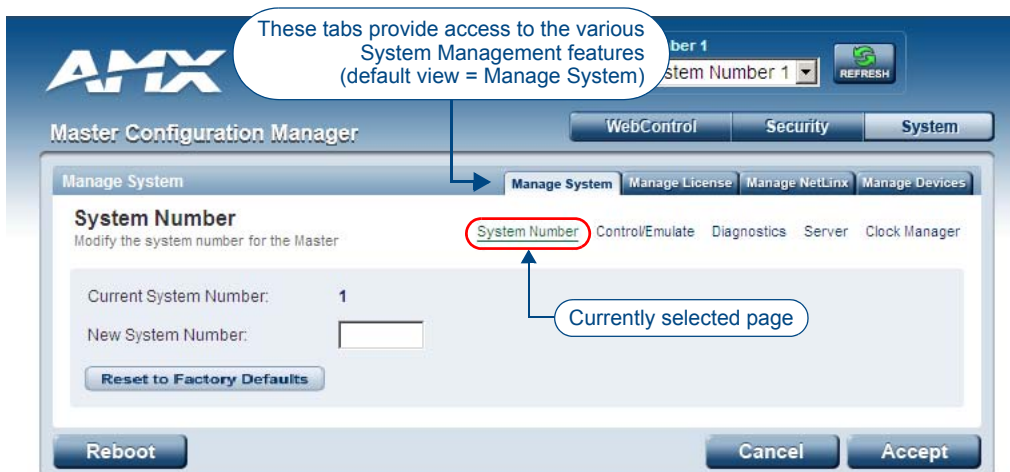 These tabs provide access to the various
System Management features
(default view = Manage System)
AMX
ber 1
stem Number 1
REFRESH
Master Configuration Manager
WebControl
Security
System
Manage System
Manage System
Manage License
Manage NetLinx
Manage Devices
System Number
Modify the system number for the Master
System Number
Control/Emulate
Diagnostics
Server
Clock Manager
Current System Number:
1
New System Number:
Currently selected page
Reset to Factory Defaults
Reboot
Cancel
Accept